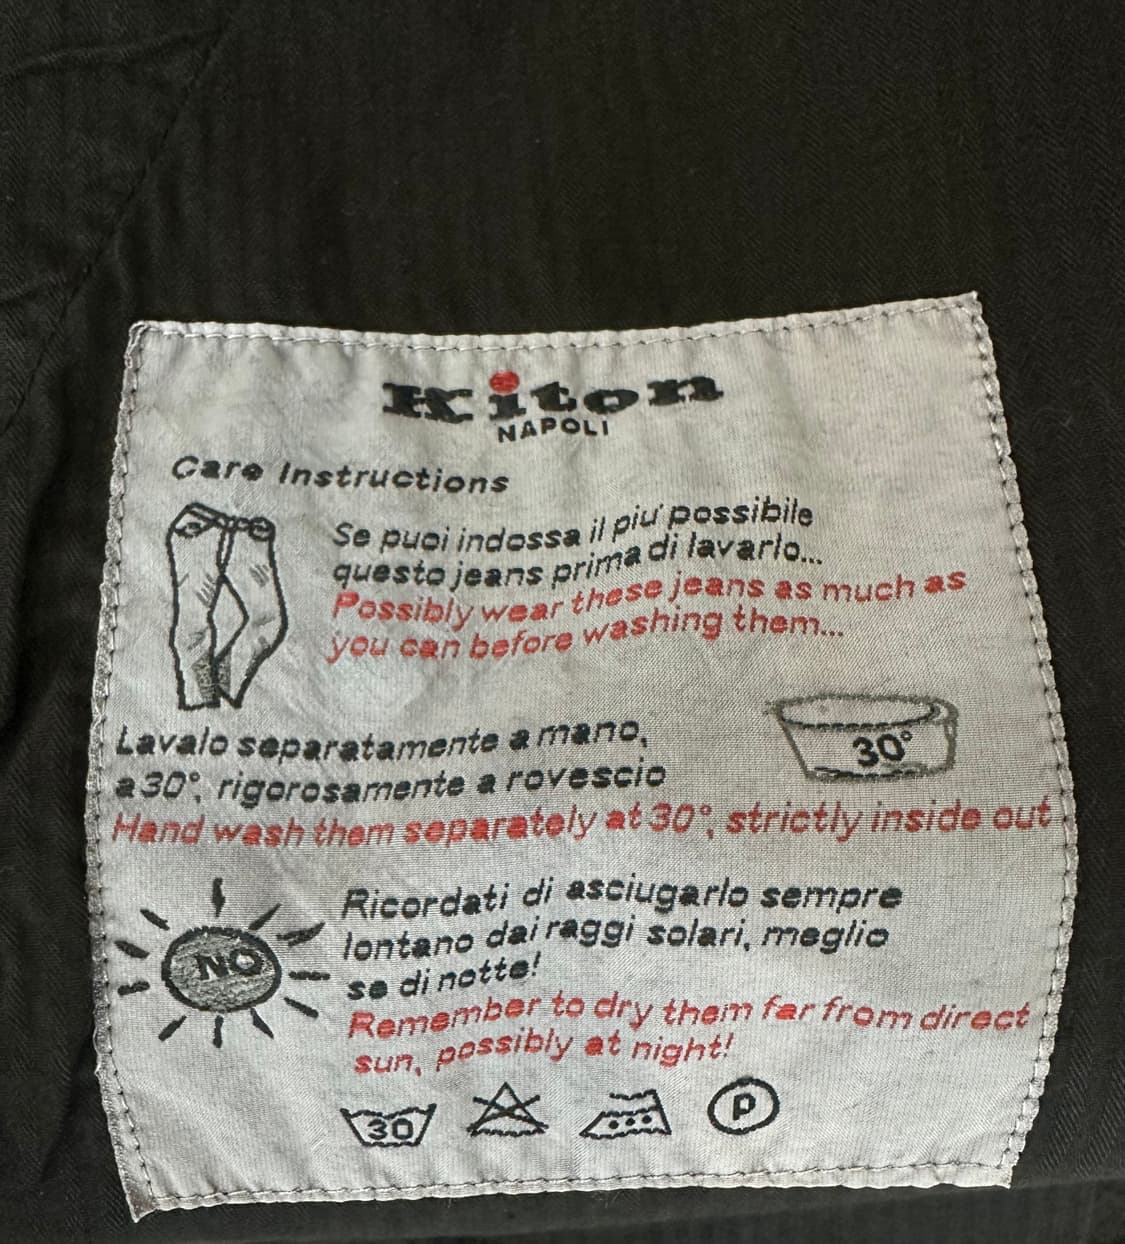 Kiton
NAPOLI
Care Instructions
Se puoi indossa il piu' possibile
questo jeans prima di lavarlo...
Possibly wear these jeans as much as
you can before washing them...
Lavalo separatamente a mano,
a 30°, rigorosamente a rovescio
30°
Hand wash them separately at 30°, strictly inside out
NO
Ricordati di asciugarlo sempre
lontano dai raggi solari, meglio
se di notte!
Remember to dry them far from direct
sun, possibly at night!
30
P